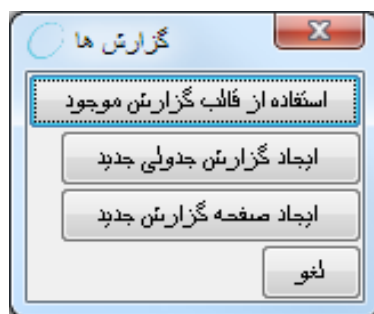 گزارش ها
استفاده از قالب گزارش موجود
ایجاد گزارش جدولی جدید
ایجاد صفحه گزارش جدید
لغو